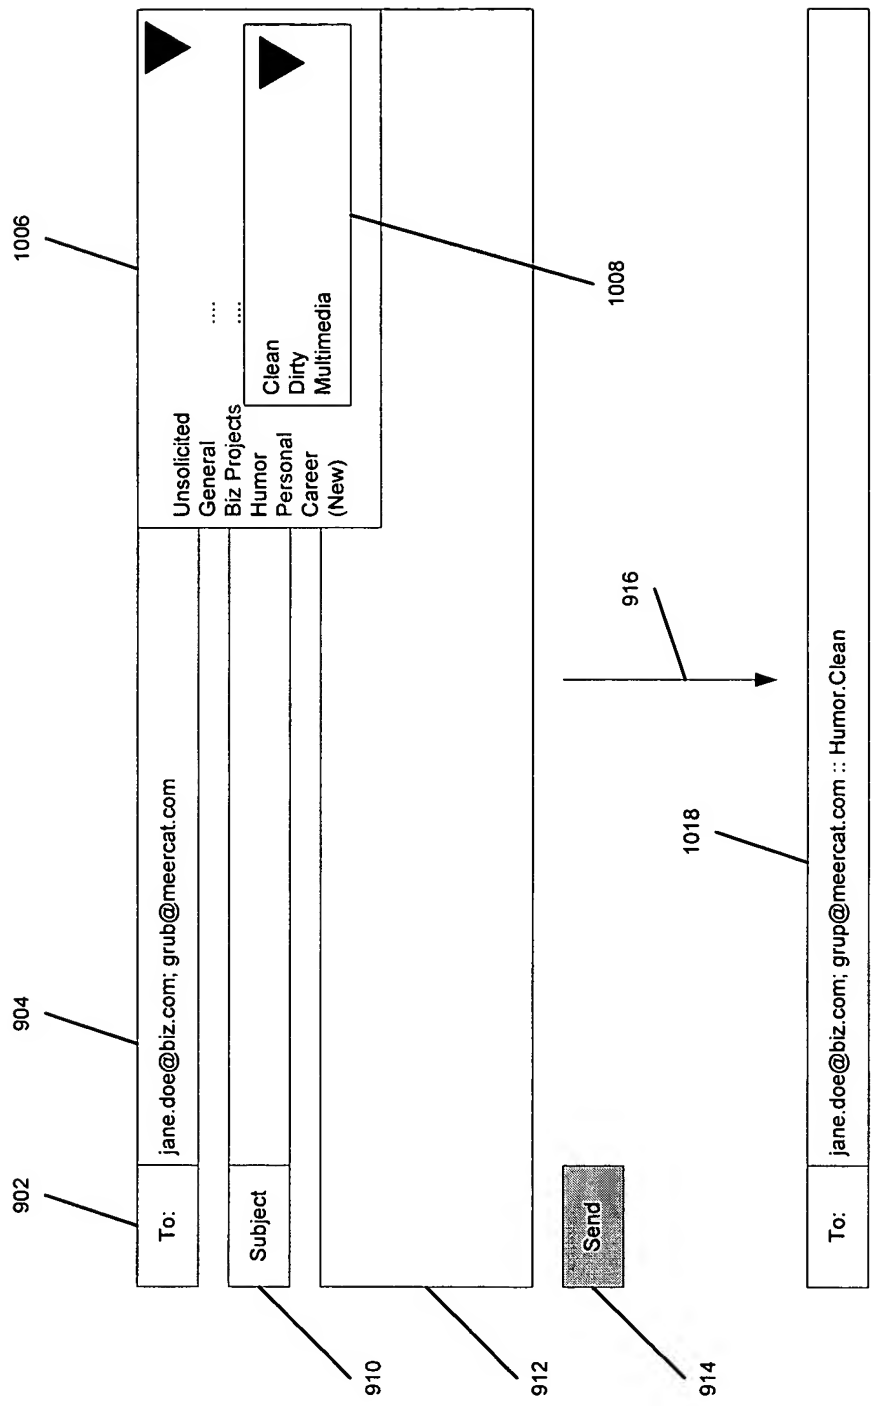 902
904
1006
To:
jane.doe@biz.com; grub@meercat.com
Unsolicited
General
....
Biz Projects
....
Humor
Personal
Career
(New)
Clean
Dirty
Multimedia
Subject
910
912
1008
Send
914
916
1018
To:
jane.doe@biz.com; grup@meercat.com :: Humor.Clean